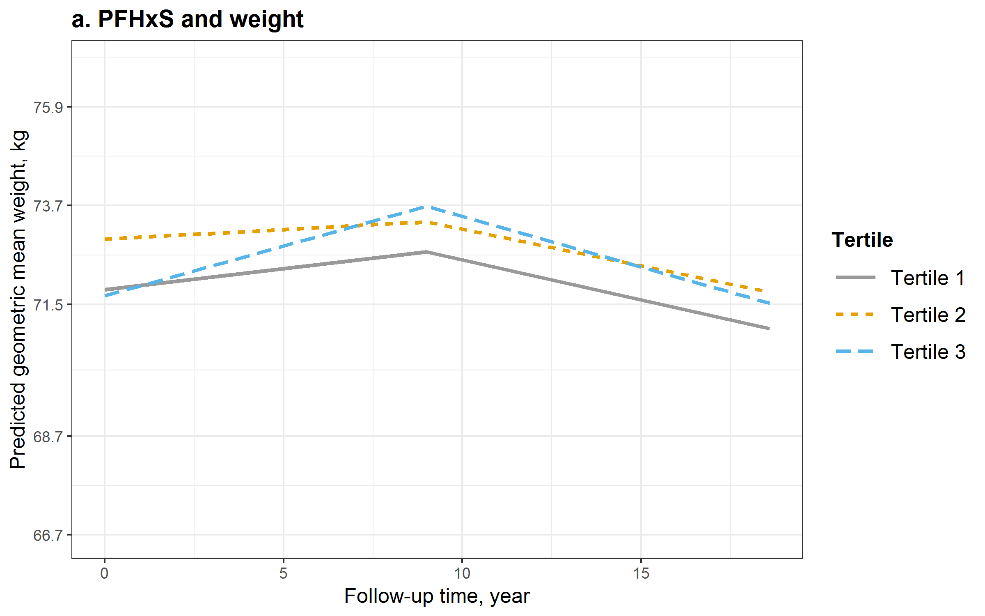 a. PFHxS and weight
Predicted geometric mean weight, kg
75.9
73.7
71.5
68.7
66.7
0
5
10
15
Follow-up time, year
Tertile
Tertile 1
Tertile 2
Tertile 3